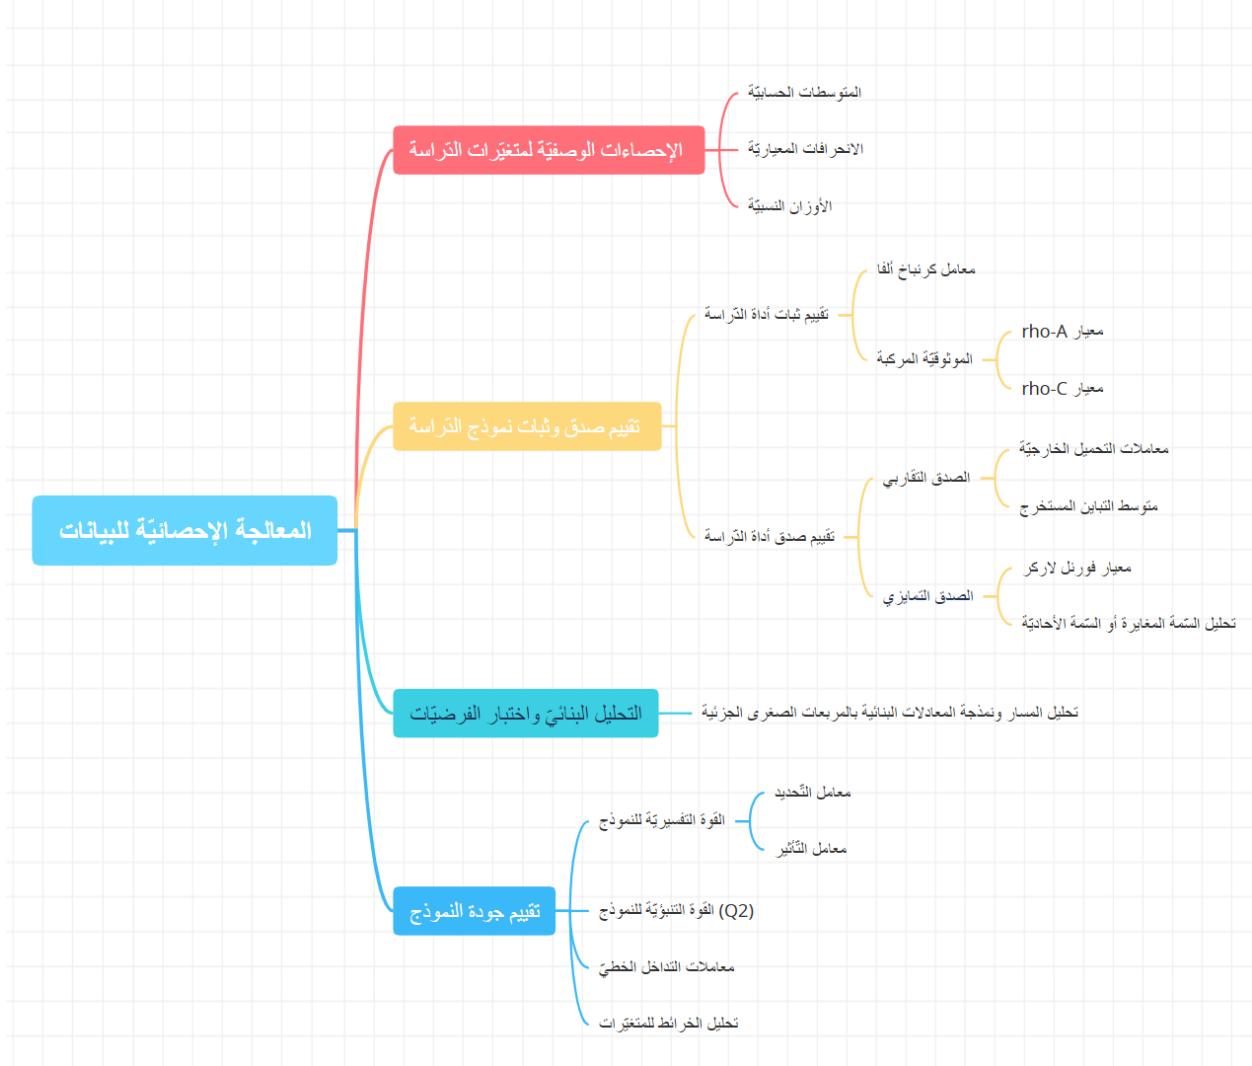 المعالجة الإحصائيّة للبيانات
الإحصاءات الوصفيّة لمتغيّرات الدّراسة
المتوسطات الحسابيّة
الانحرافات المعياريّة
الأوزان النسبيّة
تقييم صدق وثبات نموذج الدّراسة
تقييم ثبات أداة الدّراسة
معامل كرنباخ ألفا
الموثوقيّة المركبة
معيار rho-A
معيار rho-C
تقييم صدق أداة الدّراسة
الصدق التقاربي
معاملات التحميل الخارجيّة
متوسط التباين المستخرج
الصدق التمايزي
معيار فورنل لاركر
تحليل السّمة المغايرة أو السّمة الأحاديّة
التحليل البنائيّ واختبار الفرضيّات
تحليل المسار ونمذجة المعادلات البنائية بالمربعات الصغرى الجزئية
تقييم جودة النموذج
القوة التفسيريّة للنموذج
معامل التّحديد
معامل التّأثير
القوة التنبؤيّة للنموذج (Q2)
معاملات التداخل الخطيّ
تحليل الخرائط للمتغيّرات